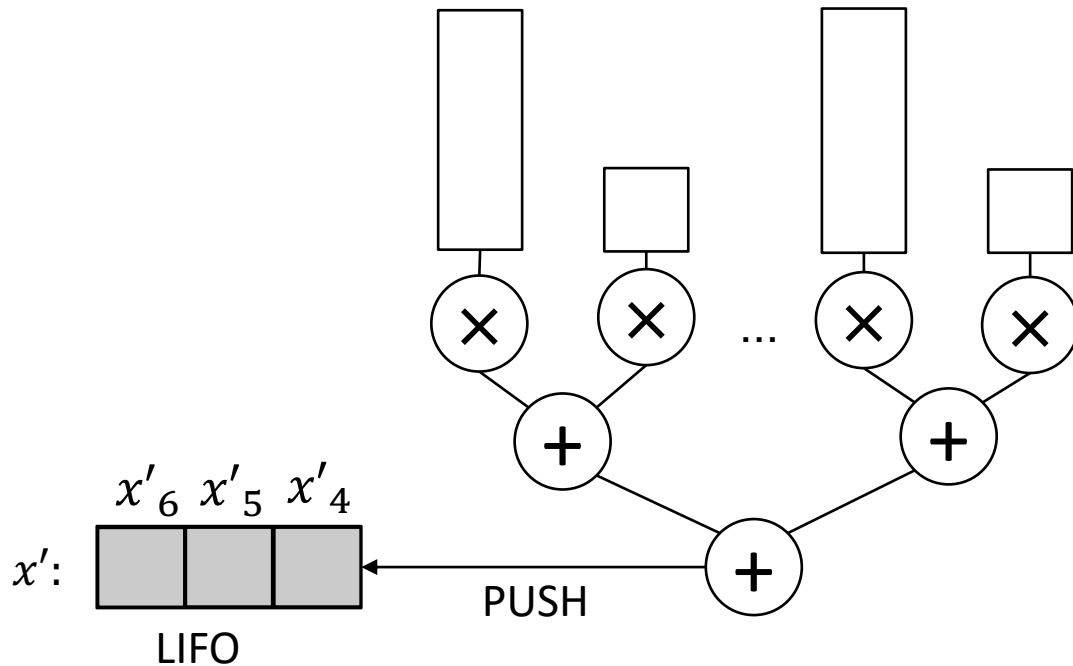 × × ... × ×
+ +
x'₆ x'₅ x'₄
x': + 
PUSH
LIFO